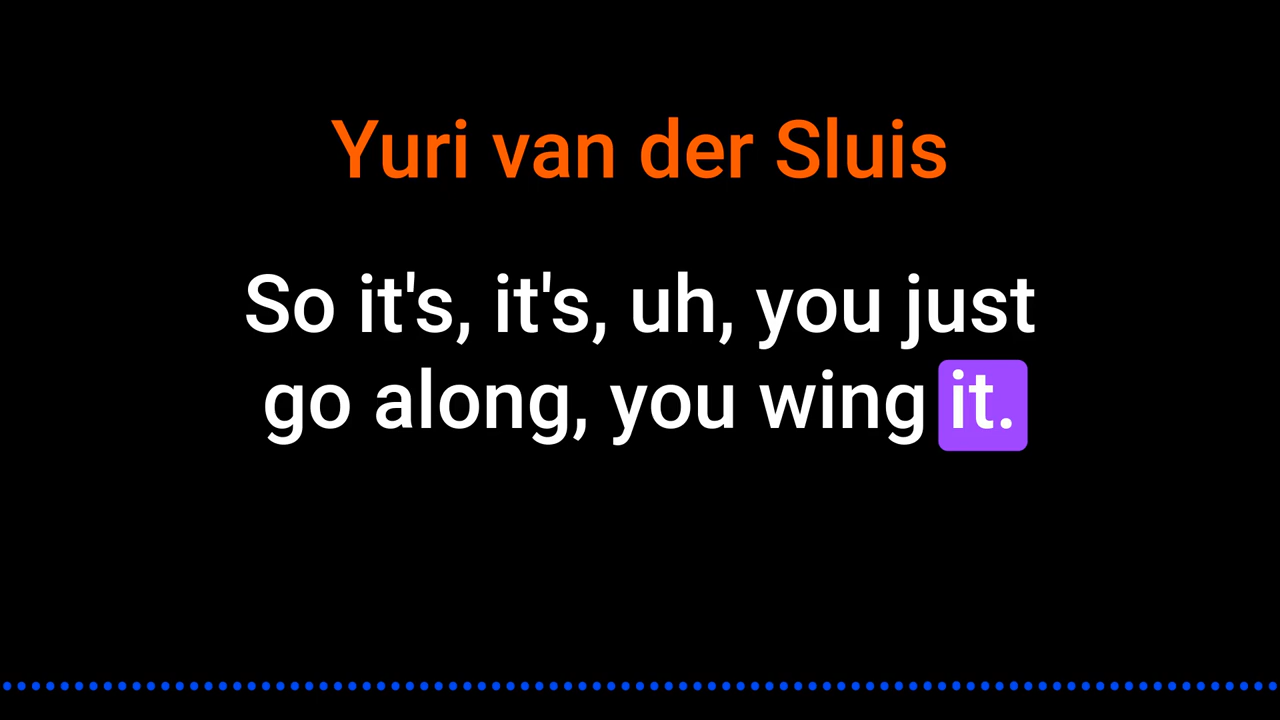 Yuri van der Sluis
So it's, it's, uh, you just
go along, you wing it.